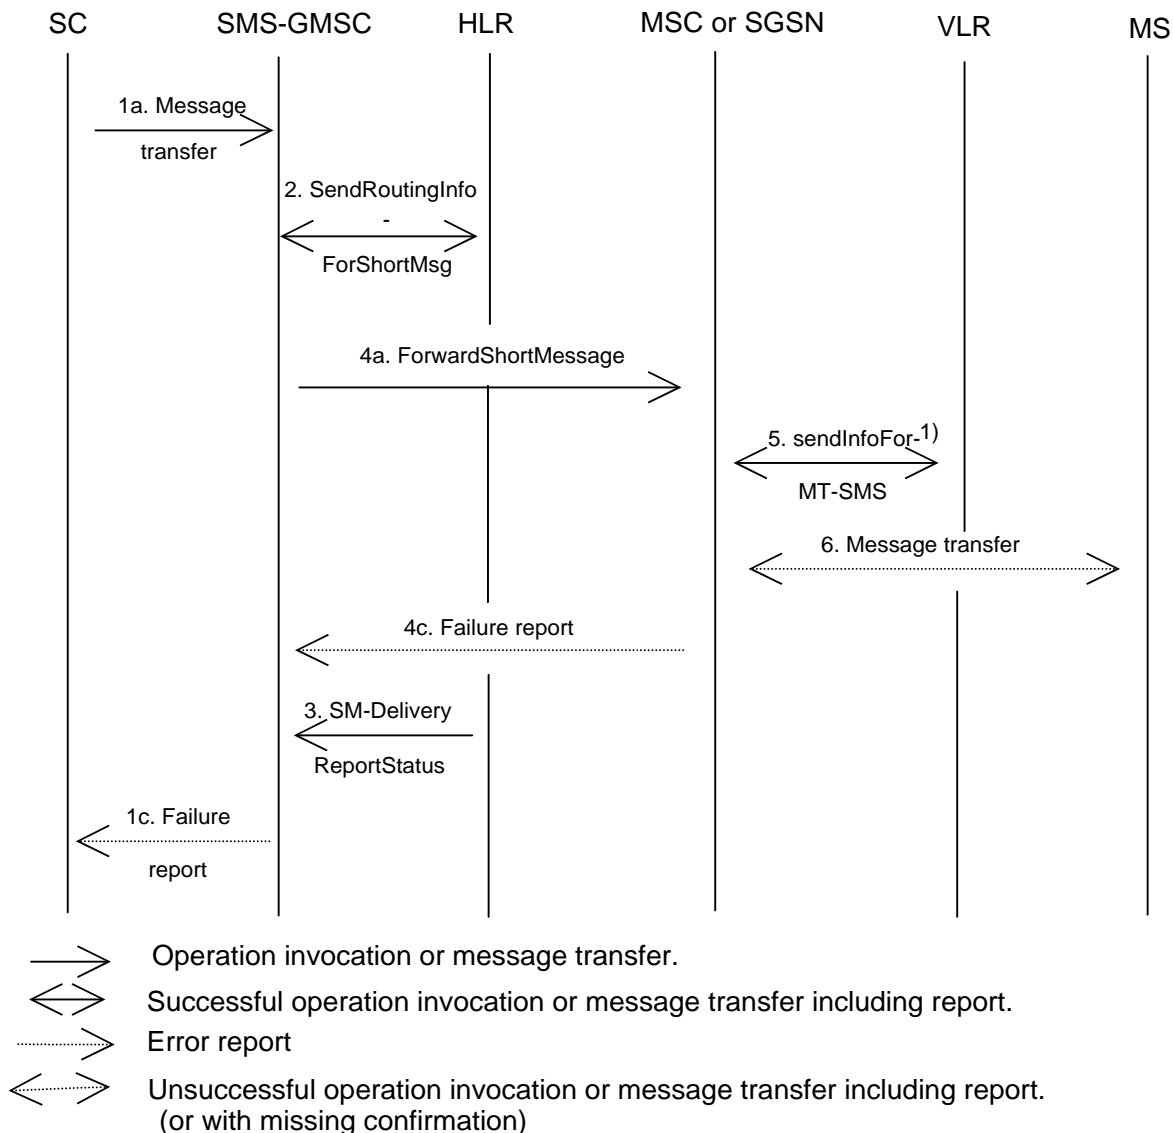 SC SMS-GMSC HLR MSC or SGSN VLR MS
1a. Message
transfer
2. SendRoutingInfo
-
ForShortMsg
4a. ForwardShortMessage
5. sendInfoFor-1)
MT-SMS
6. Message transfer
4c. Failure report
3. SM-Delivery
ReportStatus
1c. Failure
report
Operation invocation or message transfer.
Successful operation invocation or message transfer including report.
Error report
Unsuccessful operation invocation or message transfer including report.
(or with missing confirmation)